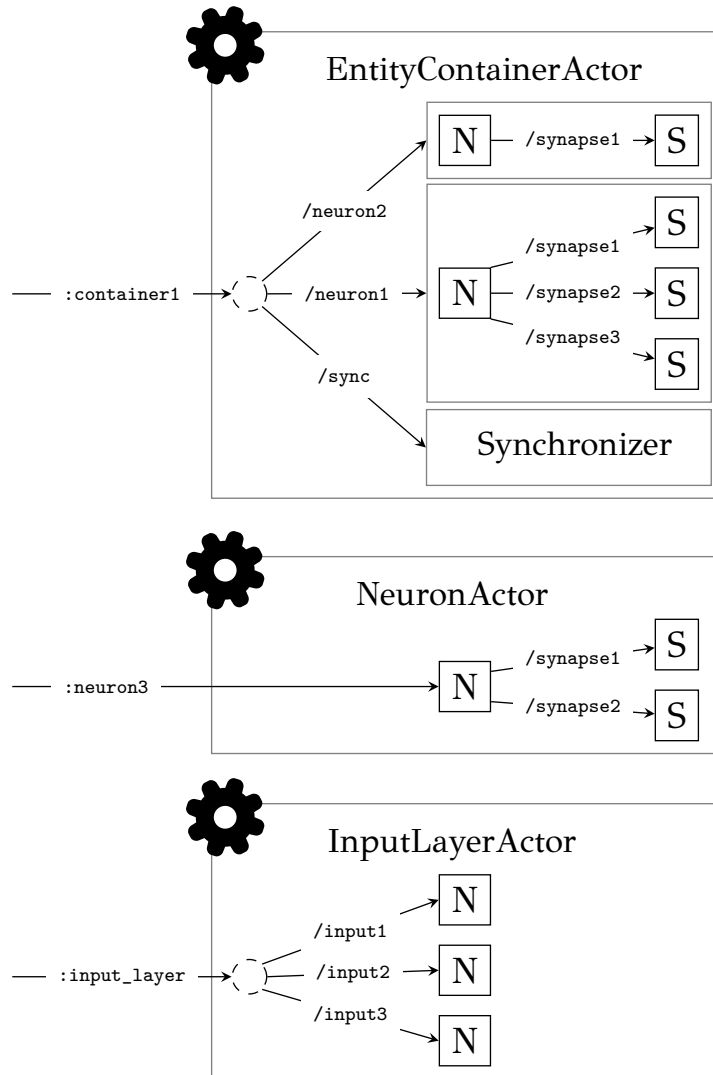 EntityContainerActor
N /synapse1 S
/neuron2
S
/synapse1
:container1 /neuron1 N /synapse2 S
/synapse3
S
/sync
Synchronizer
NeuronActor
S
/synapse1
:neuron3 N
/synapse2 S
InputLayerActor
N
/input1
:input_layer /input2 N
/input3
N